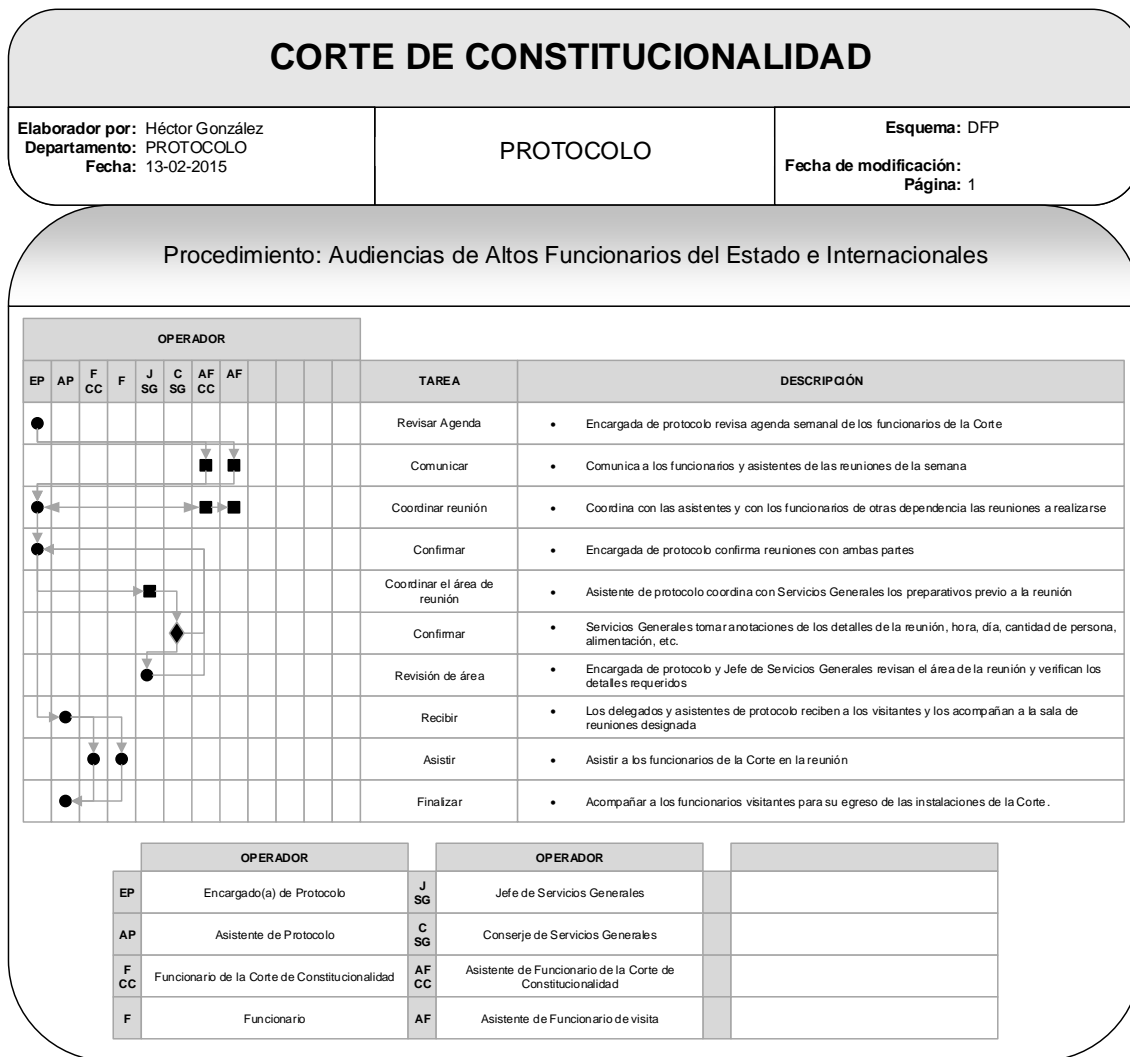 CORTE DE CONSTITUCIONALIDAD
Elaborador por: Héctor González
Departamento: PROTOCOLO
Fecha: 13-02-2015
PROTOCOLO
Esquema: DFP
Fecha de modificación:
Página: 1
Procedimiento: Audiencias de Altos Funcionarios del Estado e Internacionales
OPERADOR
EP AP F CC F J SG C SG AF CC AF TAREA DESCRIPCIÓN
Revisar Agenda • Encargada de protocolo revisa agenda semanal de los funcionarios de la Corte
Comunicar • Comunica a los funcionarios y asistentes de las reuniones de la semana
Coordinar reunión • Coordina con las asistentes y con los funcionarios de otras dependencia las reuniones a realizarse
Confirmar • Encargada de protocolo confirma reuniones con ambas partes
Coordinar el área de
reunión
• Asistente de protocolo coordina con Servicios Generales los preparativos previo a la reunión
Confirmar
• Servicios Generales tomar anotaciones de los detalles de la reunión, hora, día, cantidad de persona,
alimentación, etc.
Revisión de área
• Encargada de protocolo y Jefe de Servicios Generales revisan el área de la reunión y verifican los
detalles requeridos
Recibir
• Los delegados y asistentes de protocolo reciben a los visitantes y los acompañan a la sala de
reuniones designada
Asistir • Asistir a los funcionarios de la Corte en la reunión
Finalizar • Acompañar a los funcionarios visitantes para su egreso de las instalaciones de la Corte.
OPERADOR OPERADOR
EP Encargado(a) de Protocolo J SG Jefe de Servicios Generales
AP Asistente de Protocolo C SG Conserje de Servicios Generales
F CC Funcionario de la Corte de Constitucionalidad AF CC Asistente de Funcionario de la Corte de
Constitucionalidad
F Funcionario AF Asistente de Funcionario de visita